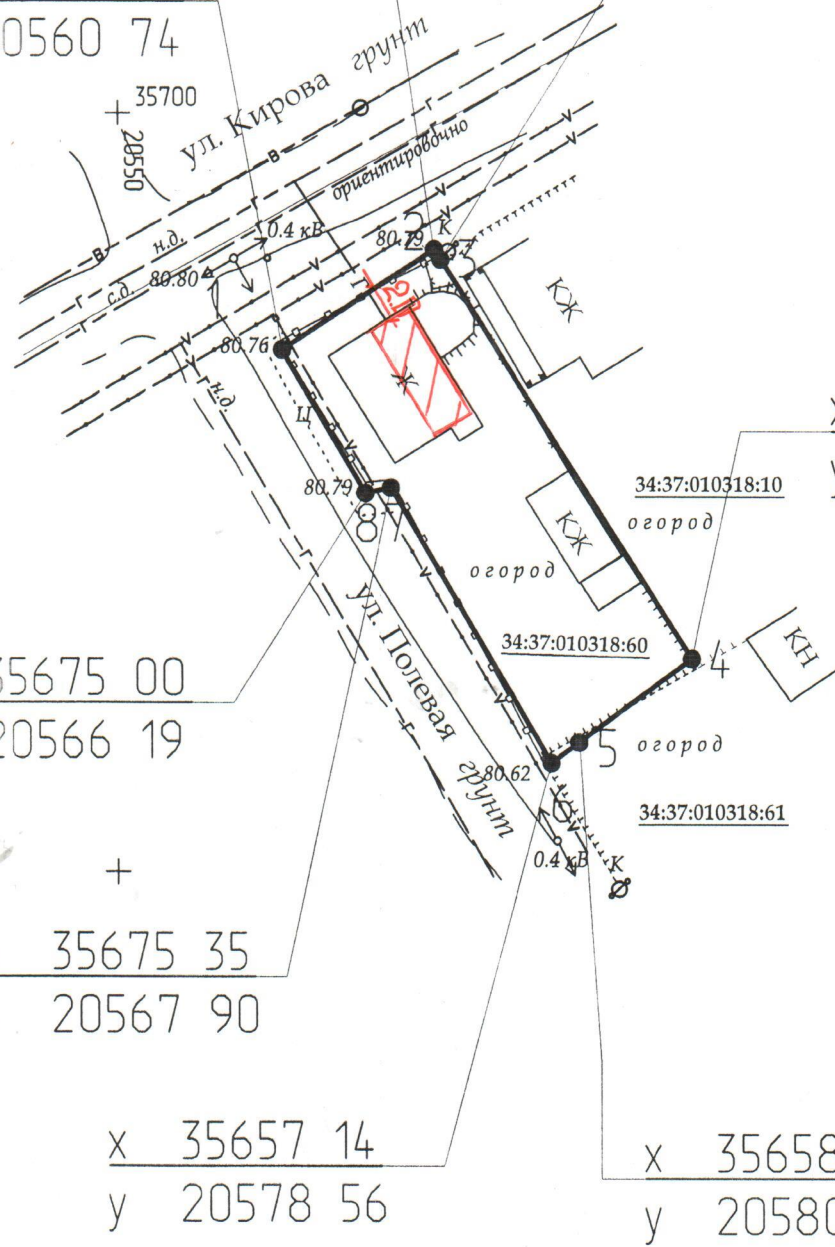 0560 74
35700
20550
ул. Кирова грунт
ориентировочно
В
Г
Г
V
н.д.
В
0.4 кВ
80.80
с.д.
Г
V
80.79
2
К
3
КЖ
Г
2Г
80.76
Ж
н.д.
Ц
V
80.79
8
7
34:37:010318:10
огород
КЖ
огород
34:37:010318:60
ул. Полевая грунт
4
КН
5
огород
80.62
34:37:010318:61
0.4 кВ
К
35675 00
20566 19
35675 35
20567 90
x 35657 14
y 20578 56
x 35658
y 20580